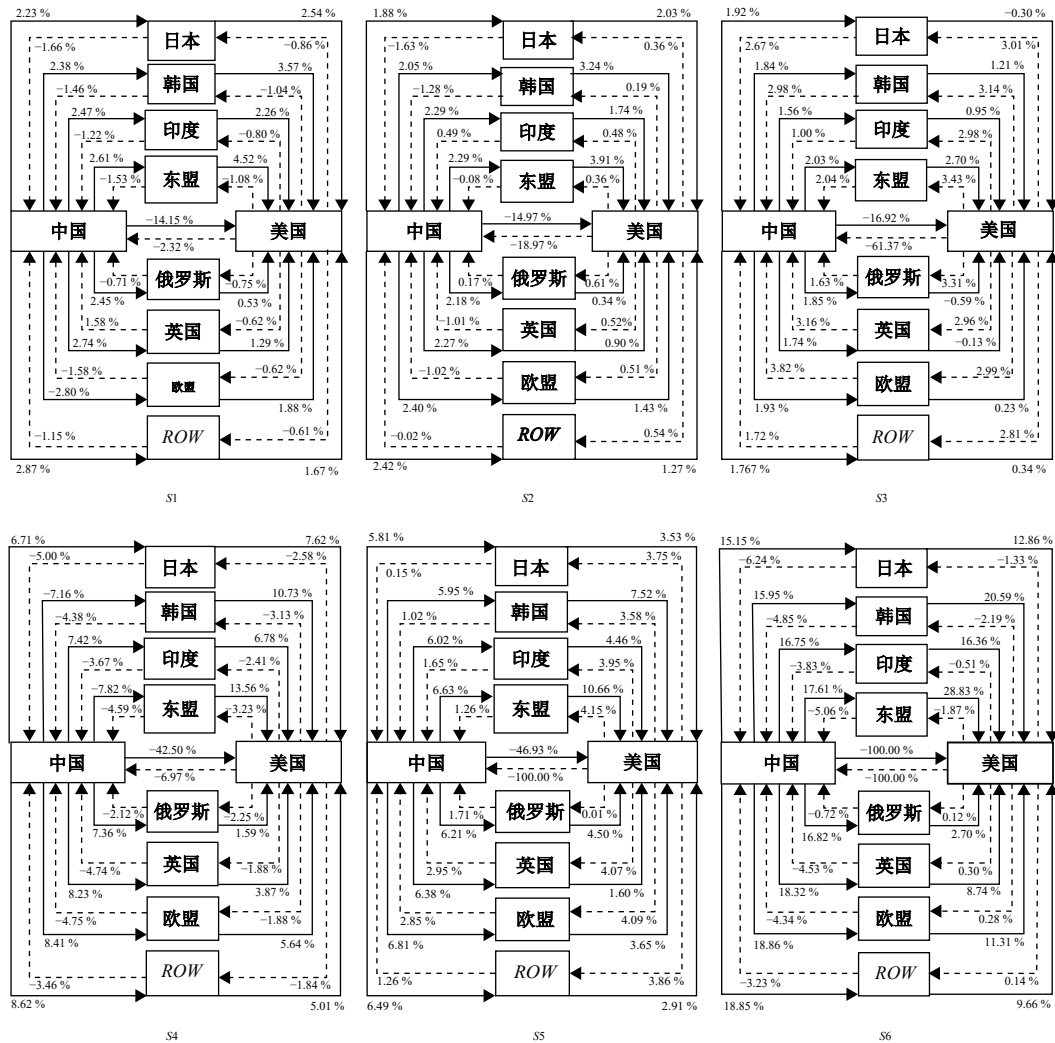 2.23 % 2.54 %
日本
−1.66 % −0.86 %
2.38 % 3.57 %
韩国
−1.46 % −1.04 %
2.47 % 2.26 %
印度
−1.22 % −0.80 %
2.61 % 4.52 %
东盟
−1.53 % −1.08 %
中国 −14.15 % 美国
−2.32 %
俄罗斯
−0.71 % −0.75 %
2.45 % 0.53 %
1.58 % −0.62 %
英国
2.74 % 1.29 %
−1.58 % −0.62 %
欧盟
−2.80 % 1.88 %
−1.15 % ROW −0.61 %
2.87 % 1.67 %
S1
1.88 % 2.03 %
日本
−1.63 % 0.36 %
2.05 % 3.24 %
韩国
−1.28 % 0.19 %
2.29 % 1.74 %
印度
0.49 % 0.48 %
2.29 % 3.91 %
东盟
−0.08 % 0.36 %
中国 −14.97 % 美国
−18.97 %
俄罗斯
0.17 % 0.61 %
2.18 % 0.34 %
−1.01 % 0.52%
英国
2.27 % 0.90 %
−1.02 % 0.51 %
欧盟
2.40 % 1.43 %
−0.02 % ROW 0.54 %
2.42 % 1.27 %
S2
1.92 % −0.30 %
日本
2.67 % 3.01 %
1.84 % 1.21 %
韩国
2.98 % 3.14 %
1.56 % 0.95 %
印度
1.00 % 2.98 %
2.03 % 2.70 %
东盟
2.04 % 3.43 %
中国 −16.92 % 美国
−61.37 %
俄罗斯
1.63 % 3.31 %
1.85 % −0.59 %
3.16 % 2.96 %
英国
1.74 % −0.13 %
3.82 % 2.99 %
欧盟
1.93 % 0.23 %
1.72 % ROW 2.81 %
1.767 % 0.34 %
S3
6.71 % 7.62 %
日本
−5.00 % −2.58 %
−7.16 % 10.73 %
韩国
−4.38 % −3.13 %
7.42 % 6.78 %
印度
−3.67 % −2.41 %
−7.82 % 13.56 %
东盟
−4.59 % −3.23 %
中国 −42.50 % 美国
−6.97 %
俄罗斯
−2.12 % −2.25 %
7.36 % 1.59 %
−4.74 % −1.88 %
英国
8.23 % 3.87 %
−4.75 % −1.88 %
欧盟
8.41 % 5.64 %
−3.46 % ROW −1.84 %
8.62 % 5.01 %
S4
5.81 % 3.53 %
日本
0.15 % 3.75 %
5.95 % 7.52 %
韩国
1.02 % 3.58 %
6.02 % 4.46 %
印度
1.65 % 3.95 %
6.63 % 10.66 %
东盟
1.26 % 4.15 %
中国 −46.93 % 美国
−100.00 %
俄罗斯
1.71 % 0.01 %
6.21 % 4.50 %
2.95 % 4.07 %
英国
6.38 % 1.60 %
2.85 % 4.09 %
欧盟
6.81 % 3.65 %
1.26 % ROW 3.86 %
6.49 % 2.91 %
S5
15.15 % 12.86 %
日本
−6.24 % −1.33 %
15.95 % 20.59 %
韩国
−4.85 % −2.19 %
16.75 % 16.36 %
印度
−3.83 % −0.51 %
17.61 % 28.83 %
东盟
−5.06 % −1.87 %
中国 −100.00 % 美国
−100.00 %
俄罗斯
−0.72 % 0.12 %
16.82 % 2.70 %
−4.53 % 0.30 %
英国
18.32 % 8.74 %
−4.34 % 0.28 %
欧盟
18.86 % 11.31 %
−3.23 % ROW 0.14 %
18.85 % 9.66 %
S6